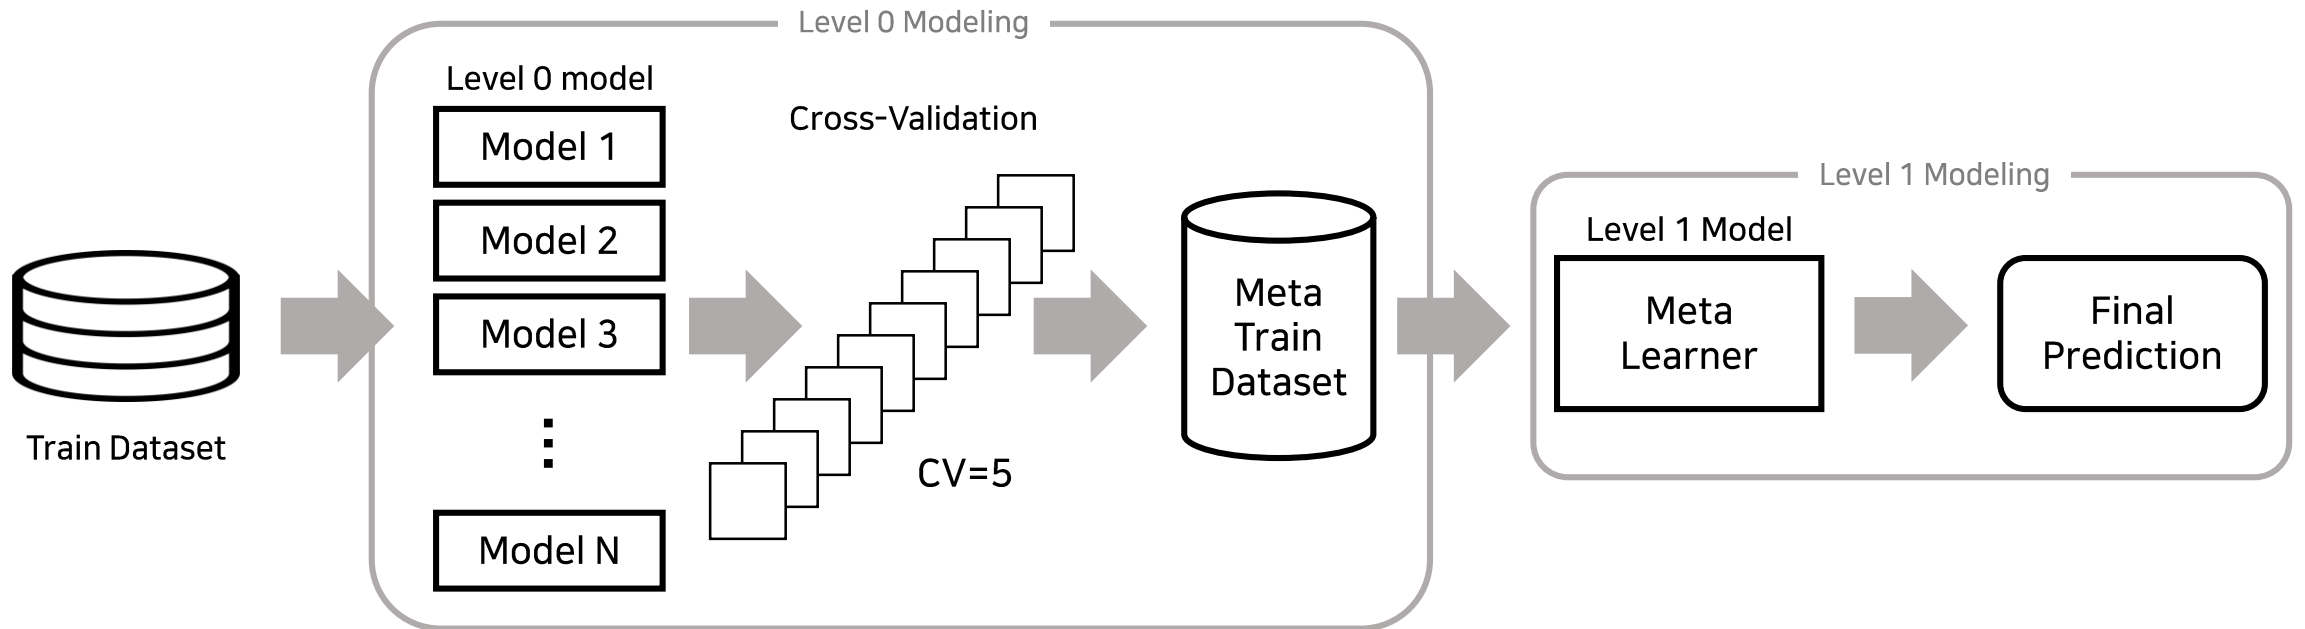 Level 0 Modeling
Level 0 model
Model 1
Model 2
Model 3
Model N
Cross-Validation
CV=5
Train Dataset
Meta
Train
Dataset
Level 1 Modeling
Level 1 Model
Meta
Learner
Final
Prediction